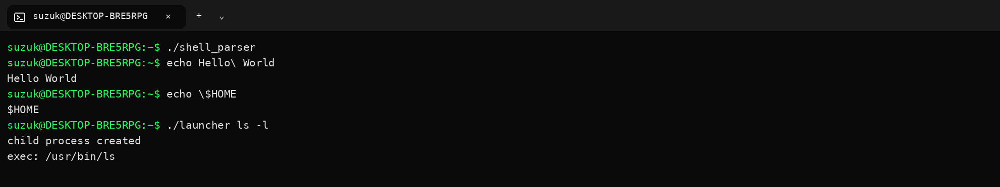 suzuk@DESKTOP-BRE5RPG × + ⌄
suzuk@DESKTOP-BRE5RPG:~$ ./shell_parser
suzuk@DESKTOP-BRE5RPG:~$ echo Hello\ World
Hello World
suzuk@DESKTOP-BRE5RPG:~$ echo \$HOME
$HOME
suzuk@DESKTOP-BRE5RPG:~$ ./launcher ls -l
child process created
exec: /usr/bin/ls